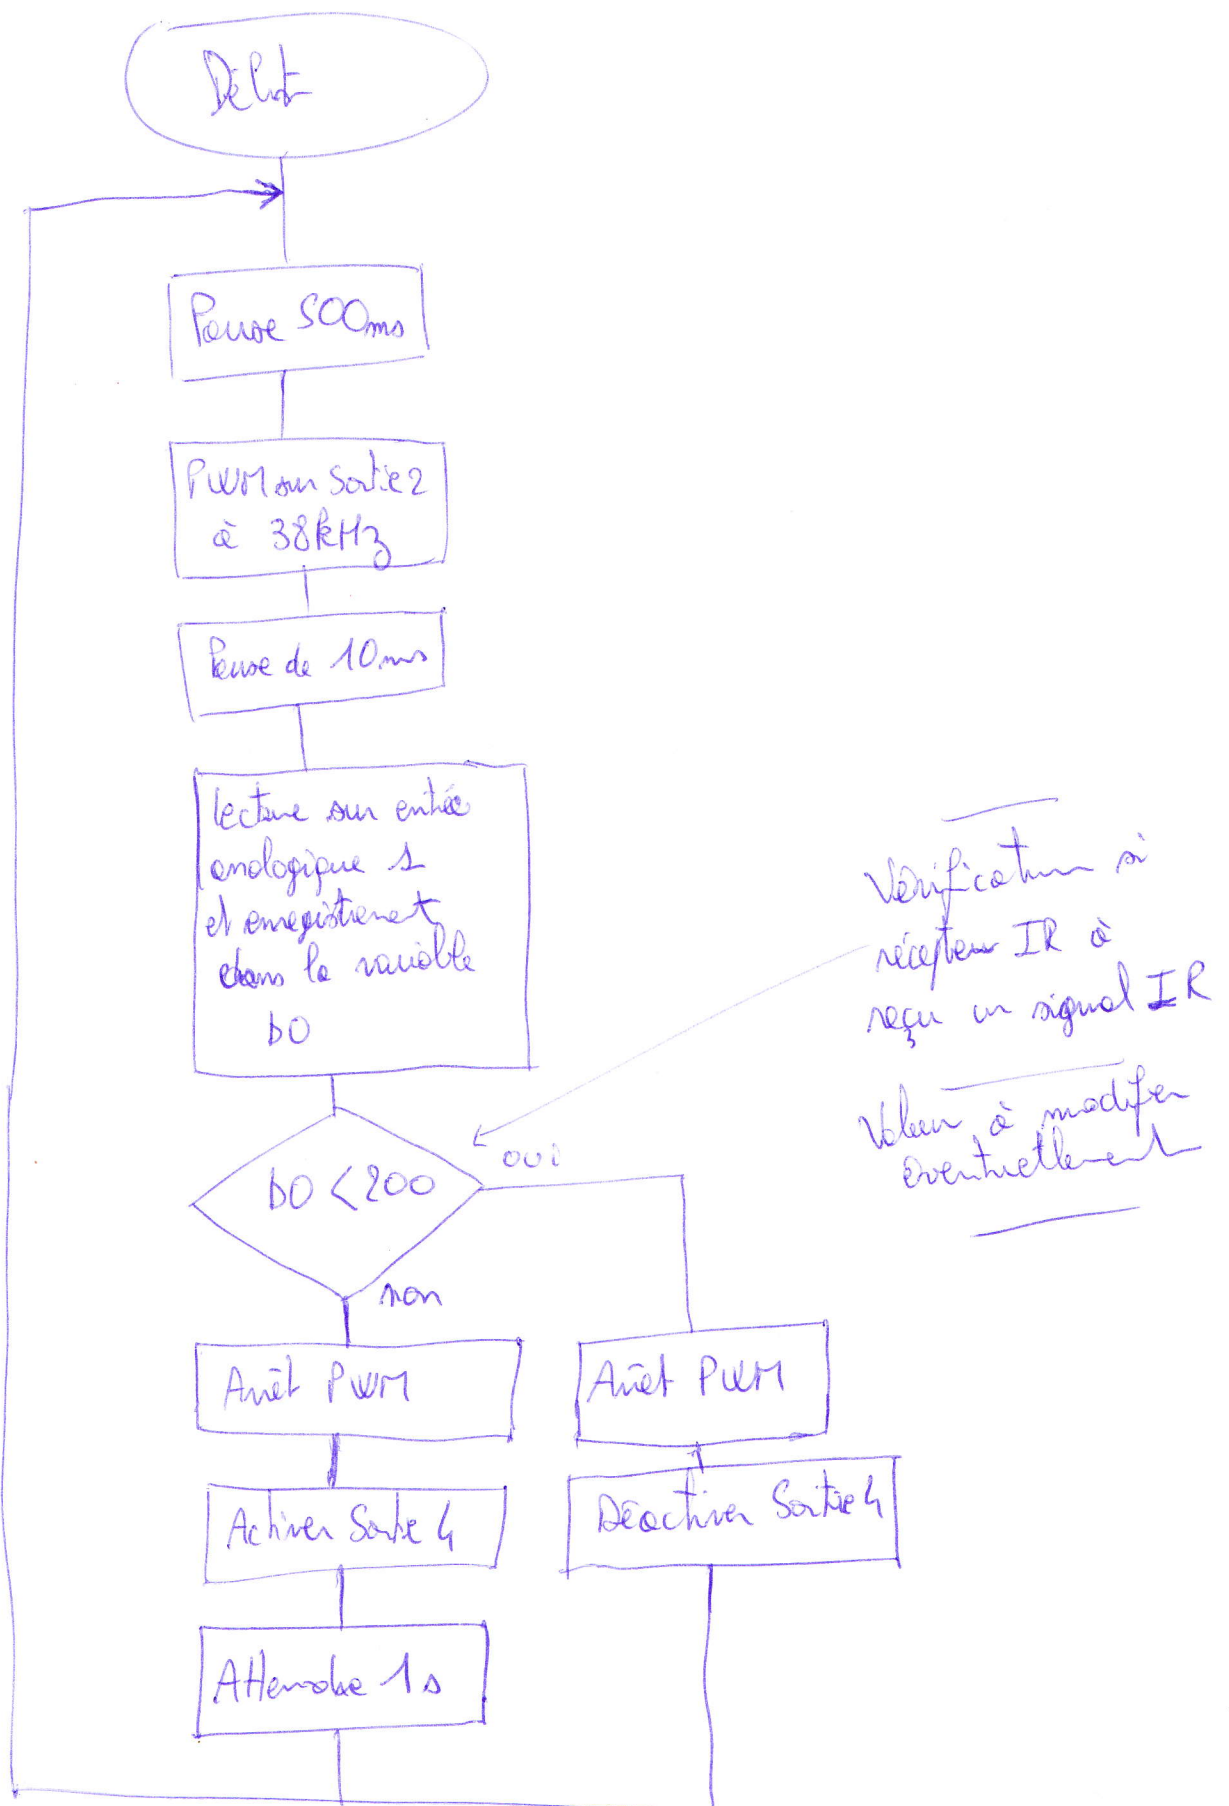 Début
Pause 500ms
PWM sur Sortie 2
à 38kHz
Pause de 10ms
lecture sur entrée
analogique 1
et enregistrement
dans la variable
b0
Vérification si
récepteur IR à
reçu un signal IR
Valeur à modifier
eventuellement
b0 < 200
oui
non
Arrêt PWM
Arrêt PWM
Activer Sortie 4
Déactiver Sortie 4
Attendre 1s